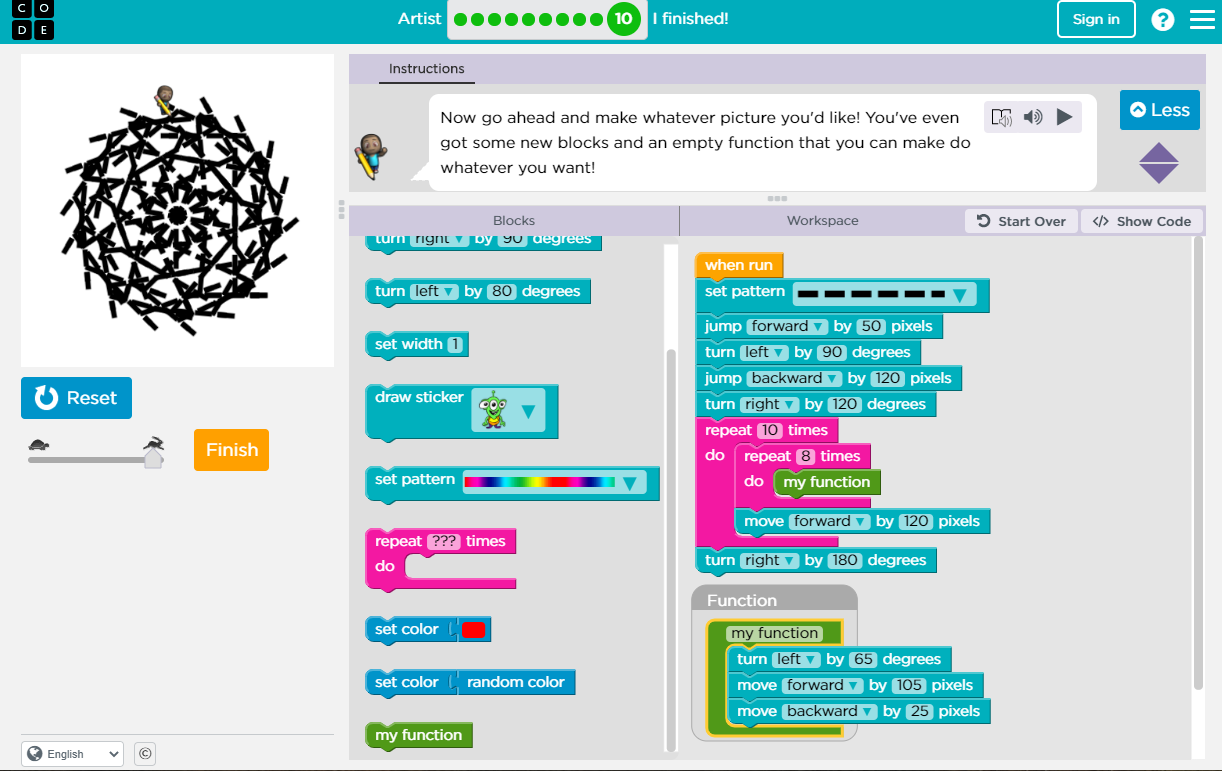 C O
D E
Artist
10
I finished!
Sign in
?
Instructions
Now go ahead and make whatever picture you'd like! You've even
got some new blocks and an empty function that you can make do
whatever you want!
Less
Blocks
Workspace
Start Over
</> Show Code
turn right by 90 degrees
turn left by 80 degrees
set width 1
draw sticker
set pattern
repeat ??? times
do
set color
set color random color
my function
when run
set pattern
jump forward by 50 pixels
turn left by 90 degrees
jump backward by 120 pixels
turn right by 120 degrees
repeat 10 times
do repeat 8 times
do my function
move forward by 120 pixels
turn right by 180 degrees
Function
my function
turn left by 65 degrees
move forward by 105 pixels
move backward by 25 pixels
Reset
Finish
English
©